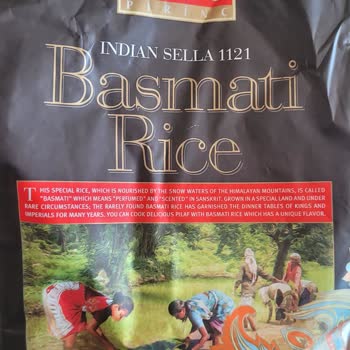 PARINC
INDIAN SELLA 1121
Basmati
Rice
THIS SPECIAL RICE, WHICH IS NOURISHED BY THE SNOW WATERS OF THE HIMALAYAN MOUNTAINS, IS CALLED
"BASMATI" WHICH MEANS "PERFUMED" AND "SCENTED" IN SANSKRIT, GROWN IN A SPECIAL LAND AND UNDER
RARE CIRCUMSTANCES; THE RARELY FOUND BASMATI RICE HAS GARNISHED THE DINNER TABLES OF KINGS AND
IMPERIALS FOR MANY YEARS. YOU CAN COOK DELICIOUS PILAF WITH BASMATI RICE WHICH HAS A UNIQUE FLAVOR.